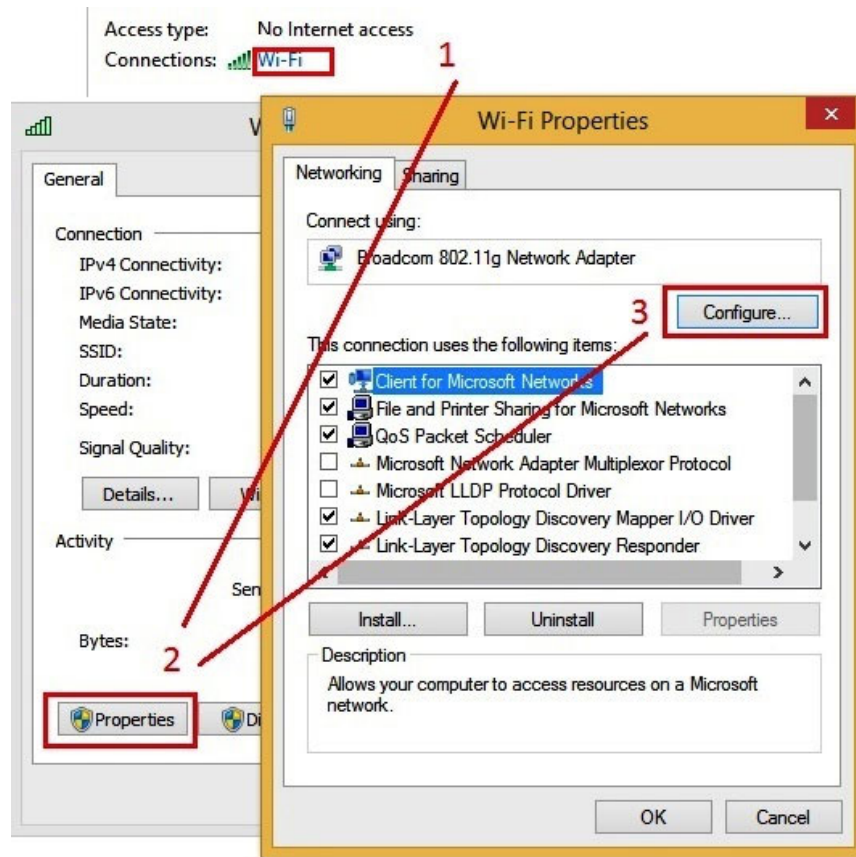 Access type: No Internet access
Connections: Wi-Fi
1
W
General
Connection
IPv4 Connectivity:
IPv6 Connectivity:
Media State:
SSID:
Duration:
Speed:
Signal Quality:
Details...
Wi
Activity
Sen
Bytes:
2
Properties
Di
Wi-Fi Properties
Networking
Sharing
Connect using:
Broadcom 802.11g Network Adapter
3
Configure...
This connection uses the following items:
Client for Microsoft Networks
File and Printer Sharing for Microsoft Networks
QoS Packet Scheduler
Microsoft Network Adapter Multiplexor Protocol
Microsoft LLDP Protocol Driver
Link-Layer Topology Discovery Mapper I/O Driver
Link-Layer Topology Discovery Responder
Install...
Uninstall
Properties
Description
Allows your computer to access resources on a Microsoft
network.
OK
Cancel